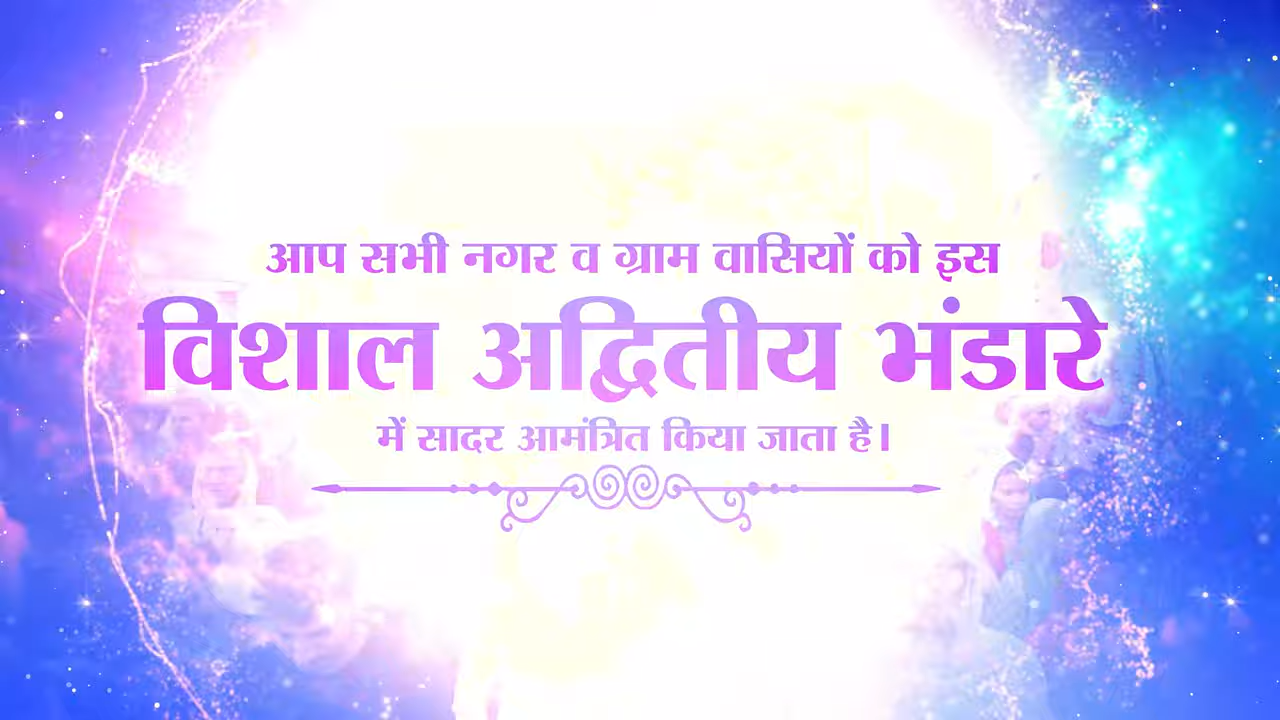 आप सभी नगर व ग्राम वासियों को इस
विशाल अद्वितीय भंडारे
में सादर आमंत्रित किया जाता है।